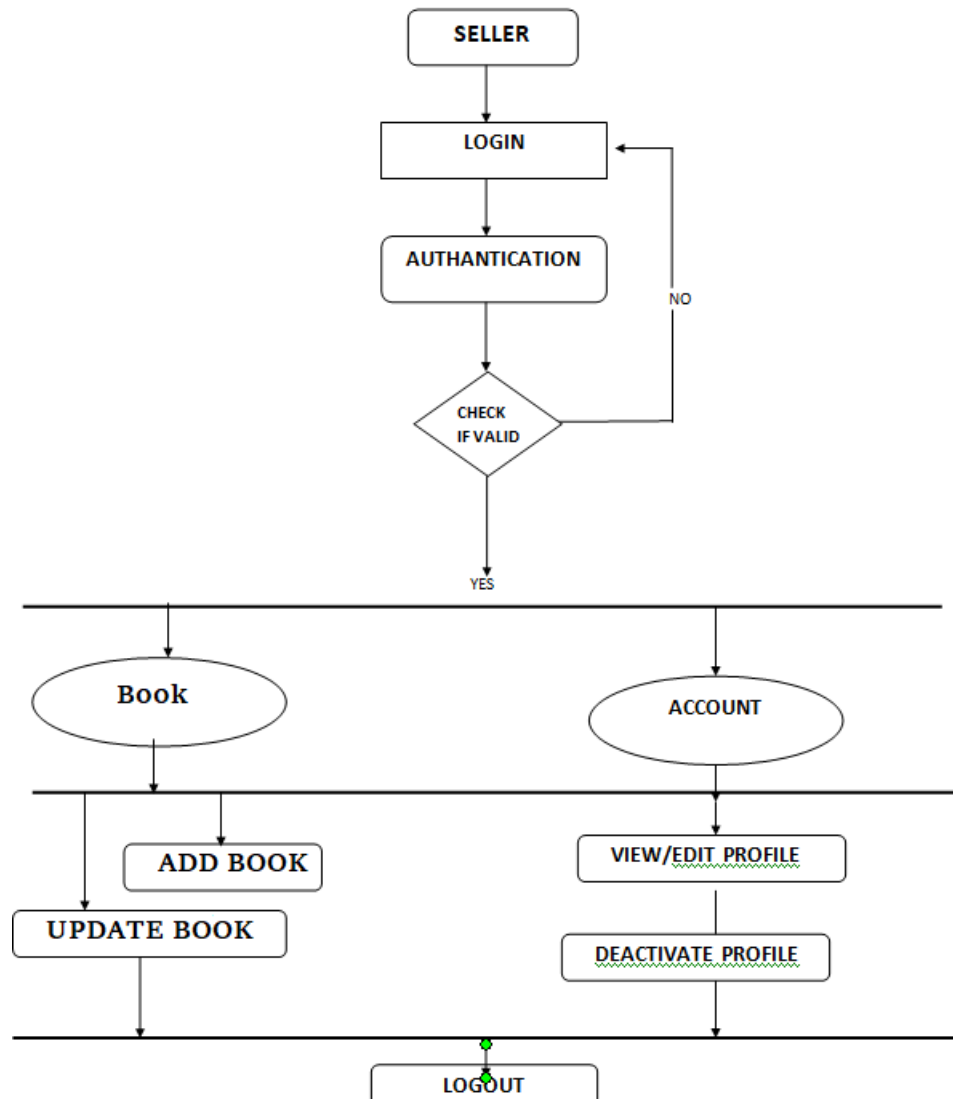 SELLER
LOGIN
AUTHANTICATION
NO
CHECK
IF VALID
YES
Book
ACCOUNT
ADD BOOK
VIEW/EDIT PROFILE
UPDATE BOOK
DEACTIVATE PROFILE
LOGOUT